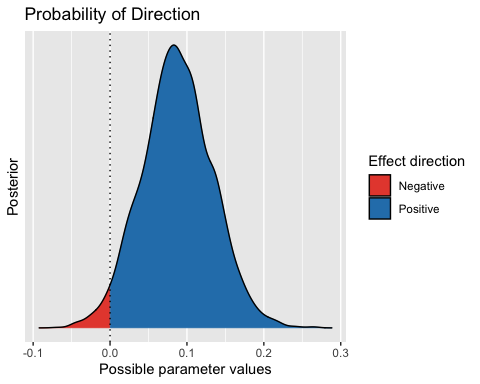 Probability of Direction
Posterior
-0.1 0.0 0.1 0.2 0.3
Possible parameter values
Effect direction
Negative
Positive